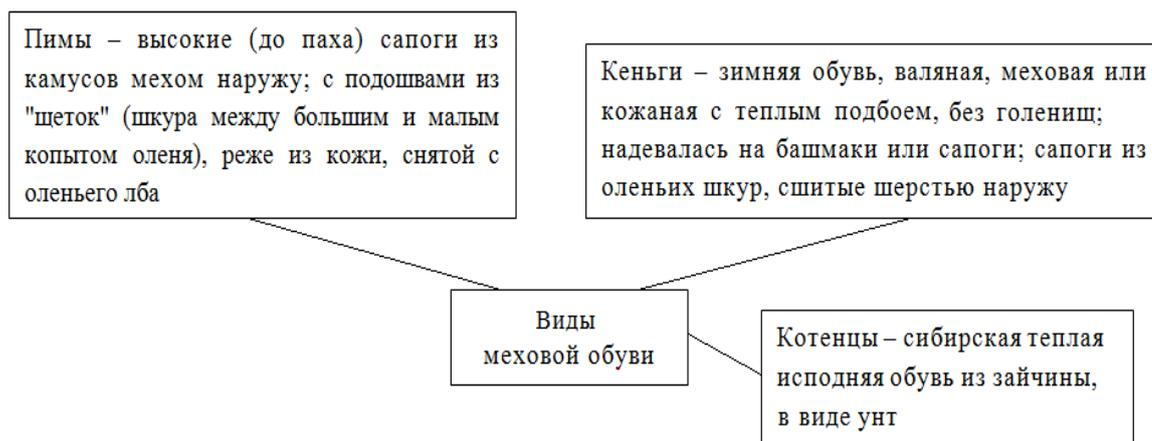 Пимы – высокие (до паха) сапоги из
камусов мехом наружу; с подошвами из
"щеток" (шкура между большим и малым
копытом оленя), реже из кожи, снятой с
оленьего лба
Кеньги – зимняя обувь, валяная, меховая или
кожаная с теплым подбоем, без голенищ;
надевалась на башмаки или сапоги; сапоги из
оленьих шкур, сшитые шерстью наружу
Виды
меховой обуви
Котенцы – сибирская теплая
исподняя обувь из зайчины,
в виде унт